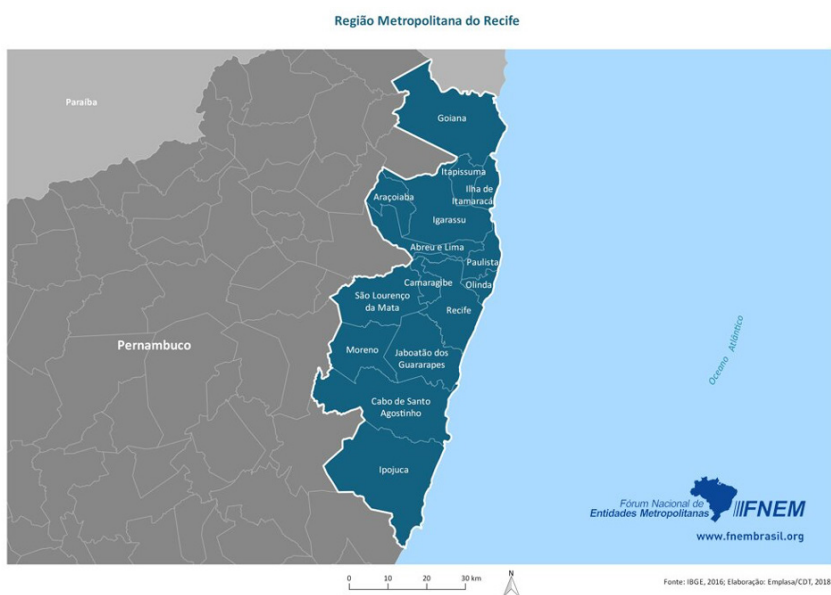 Região Metropolitana do Recife
Paraíba
Goiana
Itapissuma
Ilha de
Itamaracá
Araçoiaba
Igarassu
Abreu e Lima
Paulista
Camaragibe
Olinda
São Lourenço
da Mata
Recife
Pernambuco
Moreno
Jaboatão dos
Guararapes
Oceano Atlântico
Cabo de Santo
Agostinho
Ipojuca
Fórum Nacional de
Entidades Metropolitanas
FNEM
www.fnembrasil.org
0 10 20 30 km
N
Fonte: IBGE, 2016; Elaboração: Emplasa/CDT, 2018